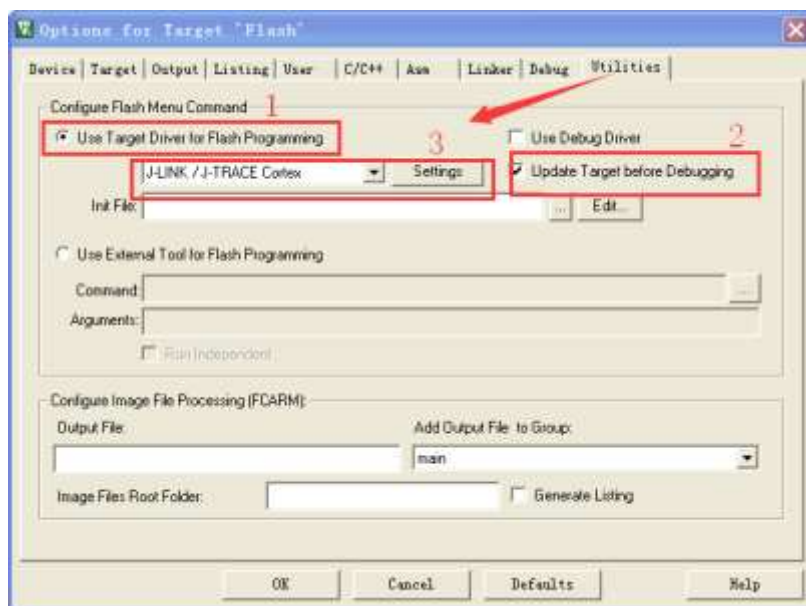 Options for Target 'Flash'
Device Target Output Listing User C/C++ Asm Linker Debug Utilities
Configure Flash Menu Command 1
Use Target Driver for Flash Programming 3 Use Debug Driver 2
J-LINK / J-TRACE Cortex Settings Update Target before Debugging
Init File: ... Edit...
Use External Tool for Flash Programming
Command: ...
Arguments:
Run Independent
Configure Image File Processing (FCARM):
Output File: Add Output File to Group:
main
Image Files Root Folder: Generate Listing
OK Cancel Defaults Help